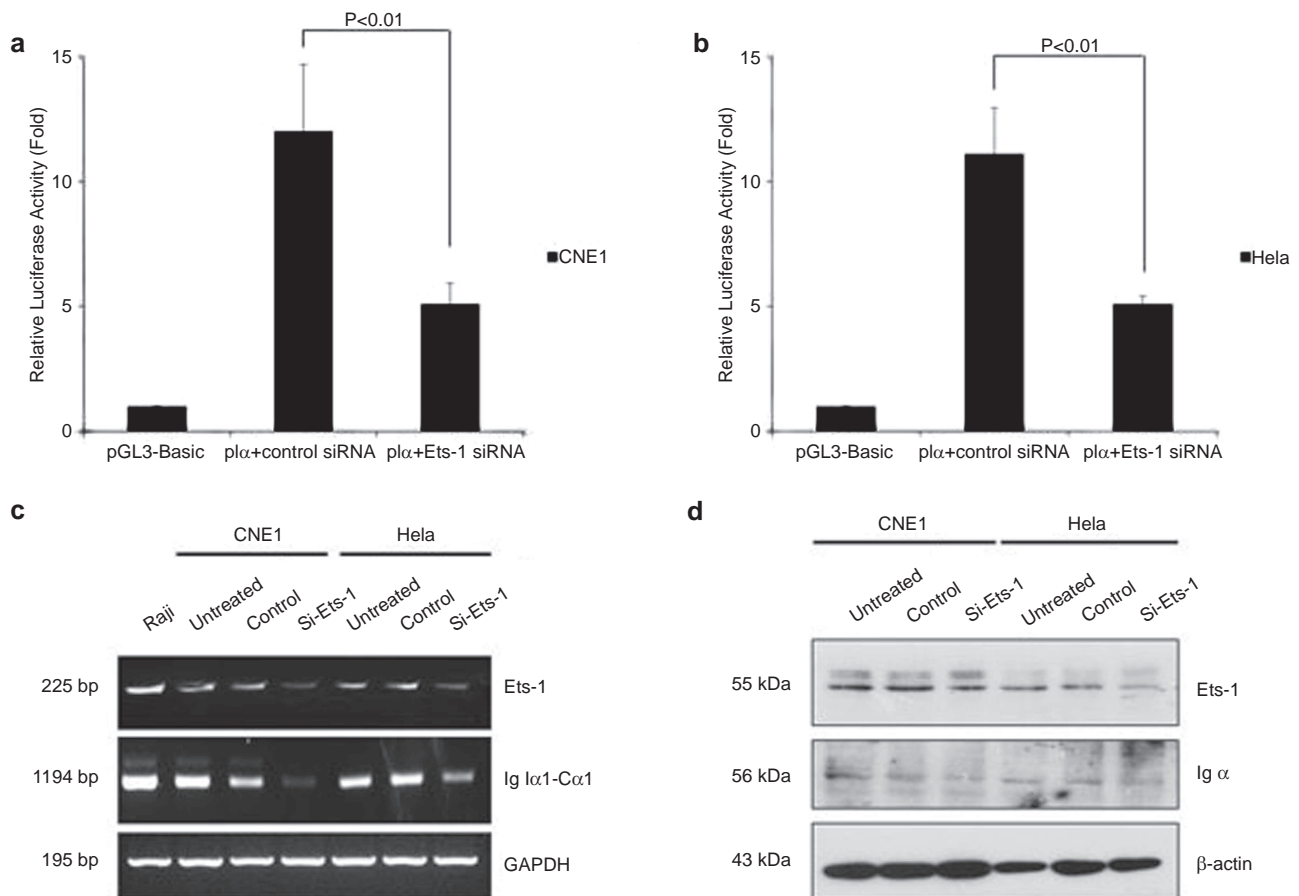 a
P<0.01
15
10
5
0
Relative Luciferase Activity (Fold)
CNE1
pGL3-Basic
pIα+control siRNA
pIα+Ets-1 siRNA
b
P<0.01
15
10
5
0
Relative Luciferase Activity (Fold)
Hela
pGL3-Basic
pIα+control siRNA
pIα+Ets-1 siRNA
c
CNE1
Hela
Raji
Untreated
Control
Si-Ets-1
Untreated
Control
Si-Ets-1
225 bp
Ets-1
1194 bp
Ig Iα1-Cα1
195 bp
GAPDH
d
CNE1
Hela
Untreated
Control
Si-Ets-1
Untreated
Control
Si-Ets-1
55 kDa
Ets-1
56 kDa
Ig α
43 kDa
β-actin